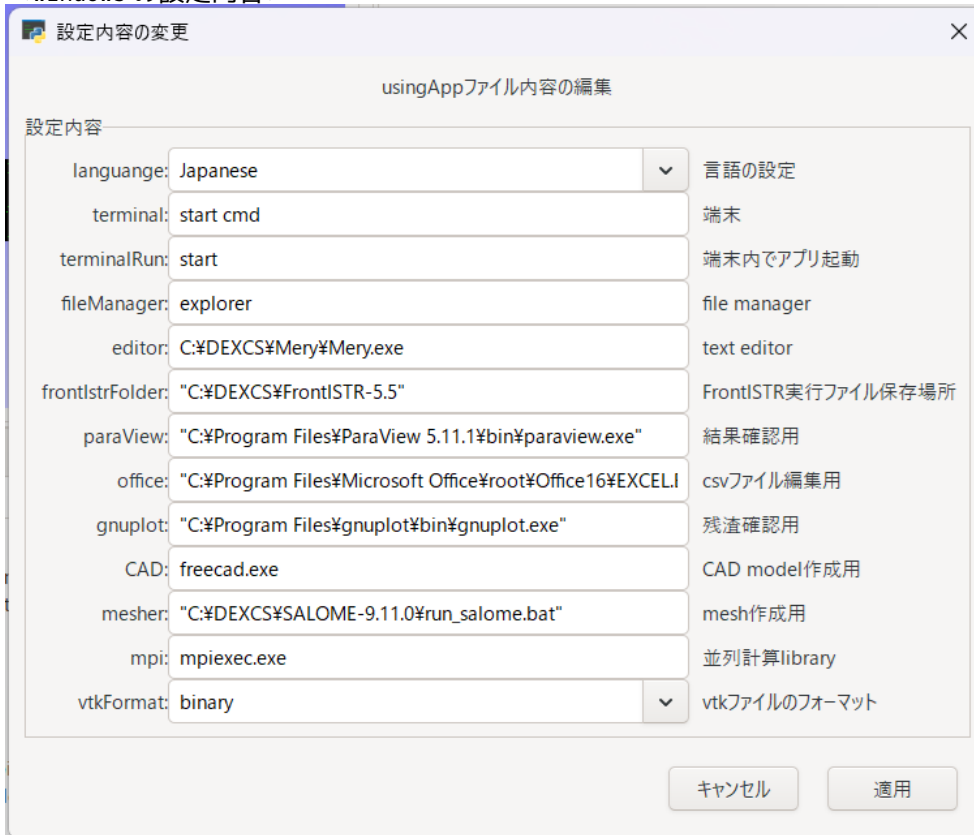 の設定内容
設定内容の変更
usingAppファイル内容の編集
設定内容
languange: Japanese 言語の設定
terminal: start cmd 端末
terminalRun: start 端末内でアプリ起動
fileManager: explorer file manager
editor: C:¥DEXCS¥Mery¥Mery.exe text editor
frontIstrFolder: "C:¥DEXCS¥FrontISTR-5.5" FrontISTR実行ファイル保存場所
paraView: "C:¥Program Files¥ParaView 5.11.1¥bin¥paraview.exe" 結果確認用
office: "C:¥Program Files¥Microsoft Office¥root¥Office16¥EXCEL. csvファイル編集用
gnuplot: "C:¥Program Files¥gnuplot¥bin¥gnuplot.exe" 残渣確認用
CAD: freecad.exe CAD model作成用
mesher: "C:¥DEXCS¥SALOME-9.11.0¥run_salome.bat" mesh作成用
mpi: mpiexec.exe 並列計算library
vtkFormat: binary vtkファイルのフォーマット
キャンセル 適用